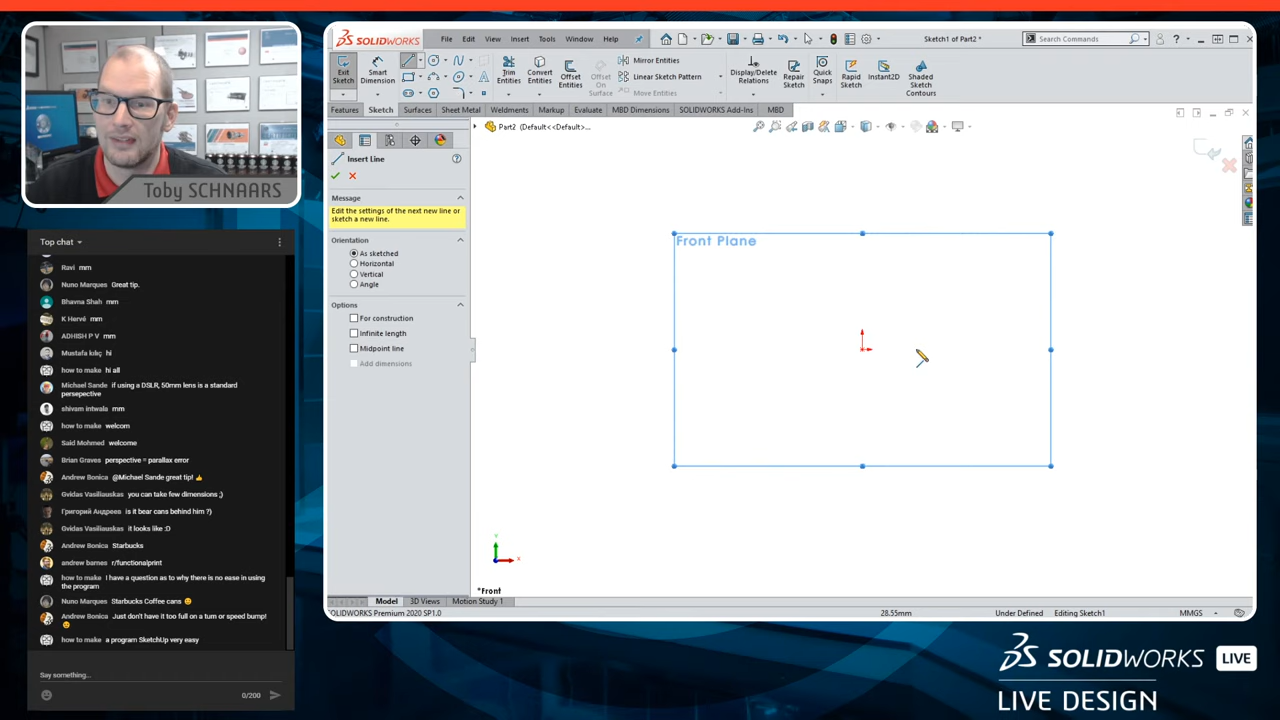 SOLIDWORKS
File Edit View Insert Tools Window Help
Sketch1 of Part2 *
Search Commands
Exit Sketch
Smart Dimension
Trim Entities
Convert Entities
Offset Entities
Offset On Surface
Mirror Entities
Linear Sketch Pattern
Move Entities
Display/Delete Relations
Repair Sketch
Quick Snaps
Rapid Sketch
Instant2D
Shaded Sketch Contours
Features Sketch Surfaces Sheet Metal Weldments Markup Evaluate MBD Dimensions SOLIDWORKS Add-Ins MBD
Part2 (Default<<Default>...
Insert Line
Message
Edit the settings of the next new line or
sketch a new line.
Orientation
As sketched
Horizontal
Vertical
Angle
Options
For construction
Infinite length
Midpoint line
Add dimensions
Front Plane
Y
X
*Front
Model 3D Views Motion Study 1
SOLIDWORKS Premium 2020 SP1.0
28.55mm Under Defined Editing Sketch1 MMGS
Toby SCHNAARS
Top chat
Ravi mm
Nuno Marques Great tip.
Bhavna Shah mm
K Hervé mm
ADHISH P V mm
Mustafa kılıç hi
how to make hi all
Michael Sande if using a DSLR, 50mm lens is a standard
persepective
shivam intwala mm
how to make welcom
Said Mohmed welcome
Brian Graves perspective = parallax error
Andrew Bonica @Michael Sande great tip! 👍
Gvidas Vasiliauskas you can take few dimensions ;)
Григорий Андреев is it bear cans behind him ?)
Gvidas Vasiliauskas it looks like :D
Andrew Bonica Starbucks
andrew barnes r/functionalprint
how to make I have a question as to why there is no ease in using
the program
Nuno Marques Starbucks Coffee cans 🙂
Andrew Bonica Just don't have it too full on a turn or speed bump!
how to make a program SketchUp very easy
Say something...
0/200
SOLIDWORKS LIVE
LIVE DESIGN